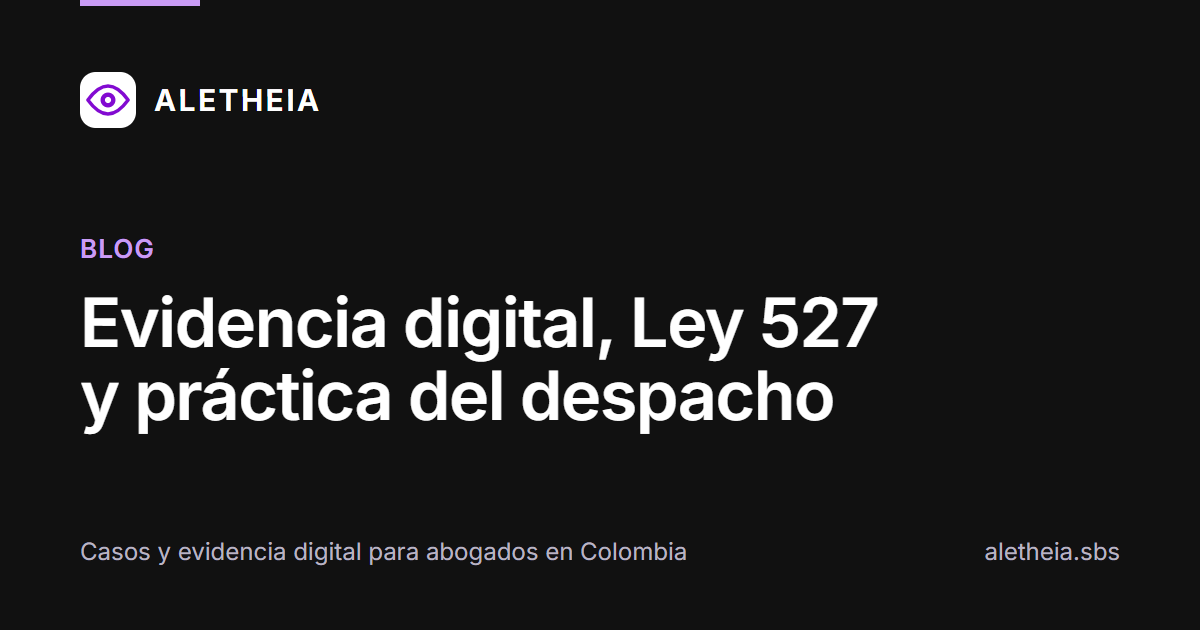 ALETHEIA
BLOG
Evidencia digital, Ley 527
y práctica del despacho
Casos y evidencia digital para abogados en Colombia
aletheia.sbs